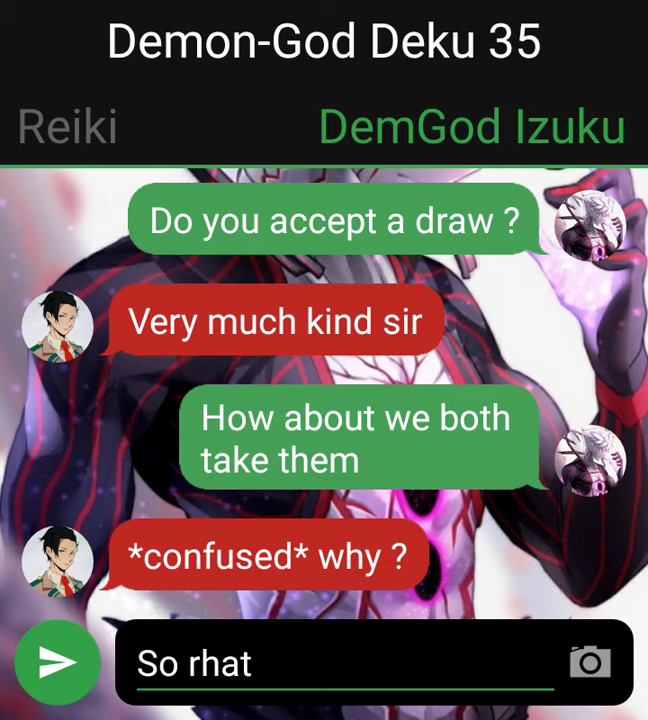 Demon-God Deku 35
Reiki DemGod Izuku
Do you accept a draw ?
Very much kind sir
How about we both
take them
*confused* why ?
So rhat